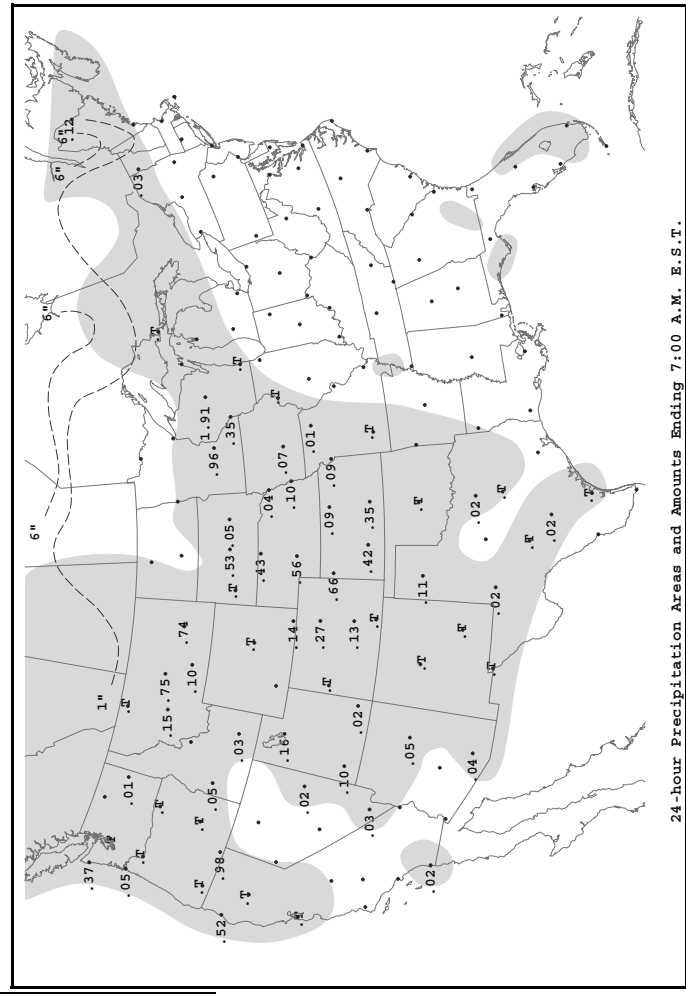 6"
6"
6"
6"
.12
.37
1"
T
.05
T
.01
.03
T
T
T
.15
.75
.74
.10
T
T
1.91
.05
.96
.98
.52
.53
.05
.35
T
.03
T
T
T
.43
.04
T
.07
.16
.10
.14
.56
T
.02
.01
.27
T
.66
.09
.09
.10
.13
.02
.03
T
.42
.35
T
.05
T
.11
T
.02
T
.04
.02
T
.02
T
T
.02
T
24-hour Precipitation Areas and Amounts Ending 7:00 A.M. E.S.T.